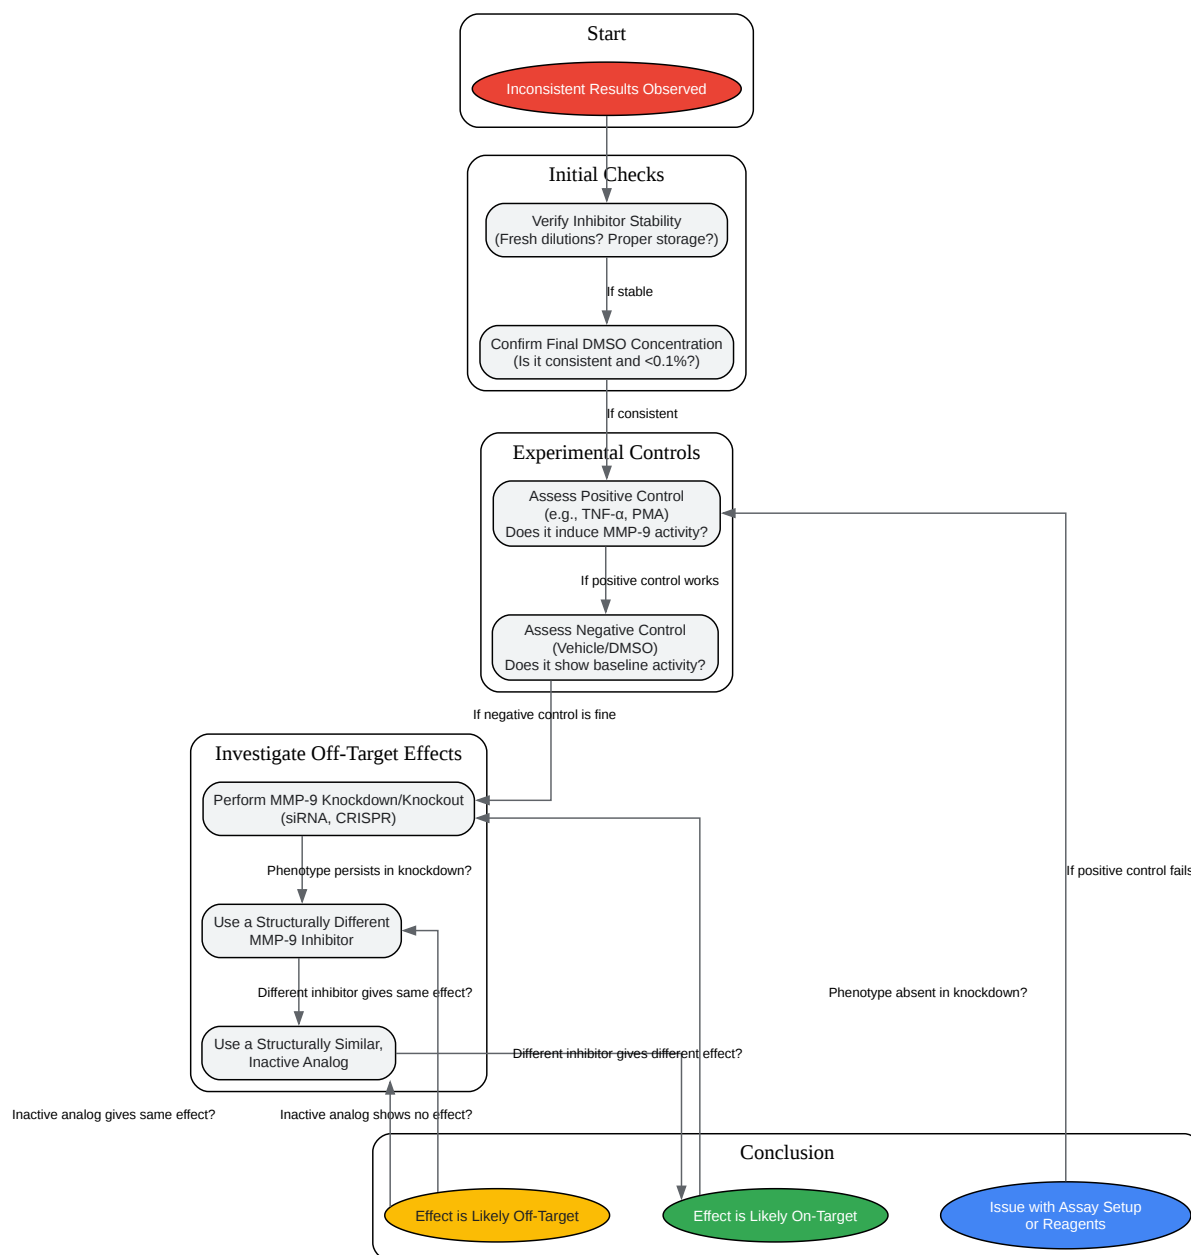 Start
Inconsistent Results Observed
Initial Checks
Verify Inhibitor Stability
(Fresh dilutions? Proper storage?)
If stable
Confirm Final DMSO Concentration
(Is it consistent and <0.1%?)
If consistent
Experimental Controls
Assess Positive Control
(e.g., TNF-α, PMA)
Does it induce MMP-9 activity?
If positive control works
Assess Negative Control
(Vehicle/DMSO)
Does it show baseline activity?
If negative control is fine
Investigate Off-Target Effects
Perform MMP-9 Knockdown/Knockout
(siRNA, CRISPR)
Phenotype persists in knockdown?
If positive control fails
Use a Structurally Different
MMP-9 Inhibitor
Different inhibitor gives same effect?
Phenotype absent in knockdown?
Use a Structurally Similar,
Inactive Analog
Different inhibitor gives different effect?
Inactive analog gives same effect?
Inactive analog shows no effect?
Conclusion
Effect is Likely Off-Target
Effect is Likely On-Target
Issue with Assay Setup
or Reagents